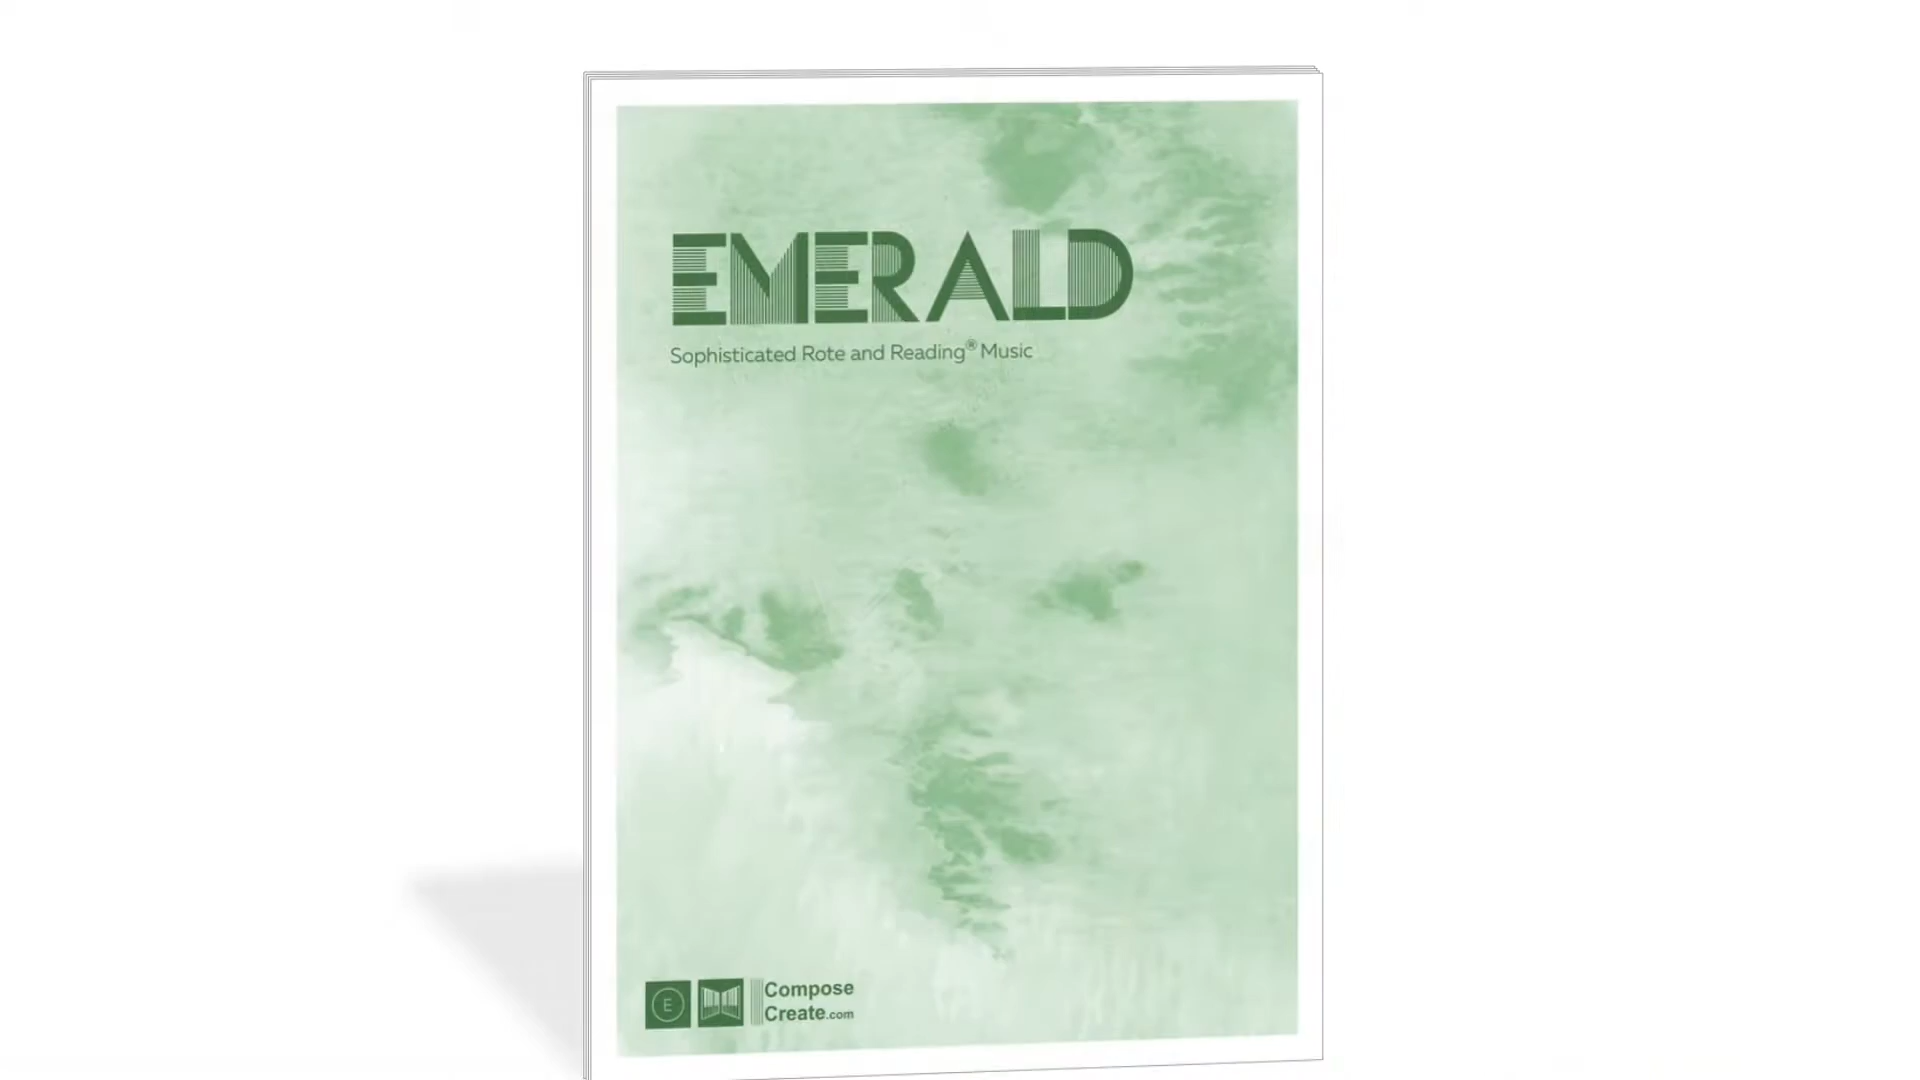 EMERALD
Sophisticated Rote and Reading® Music
E
Compose
Create.com